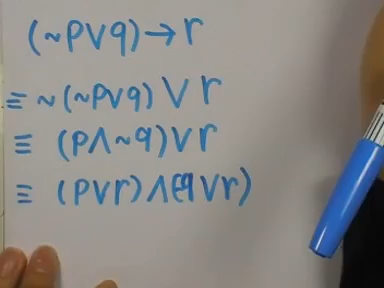 (~p∨q)→r
≡ ~(~p∨q)∨r
≡ (p∧~q)∨r
≡ (p∨r)∧(~q∨r)